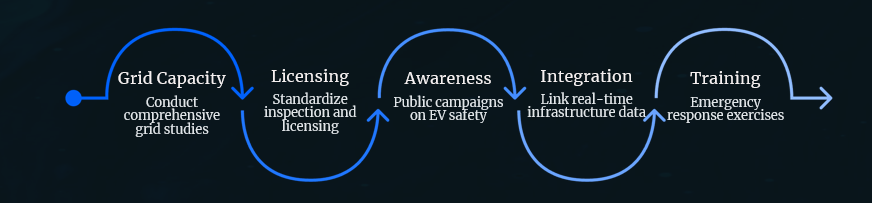 Grid Capacity
Conduct
comprehensive
grid studies
Licensing
Standardize
inspection and
licensing
Awareness
Public campaigns
on EV safety
Integration
Link real-time
infrastructure data
Training
Emergency
response exercises